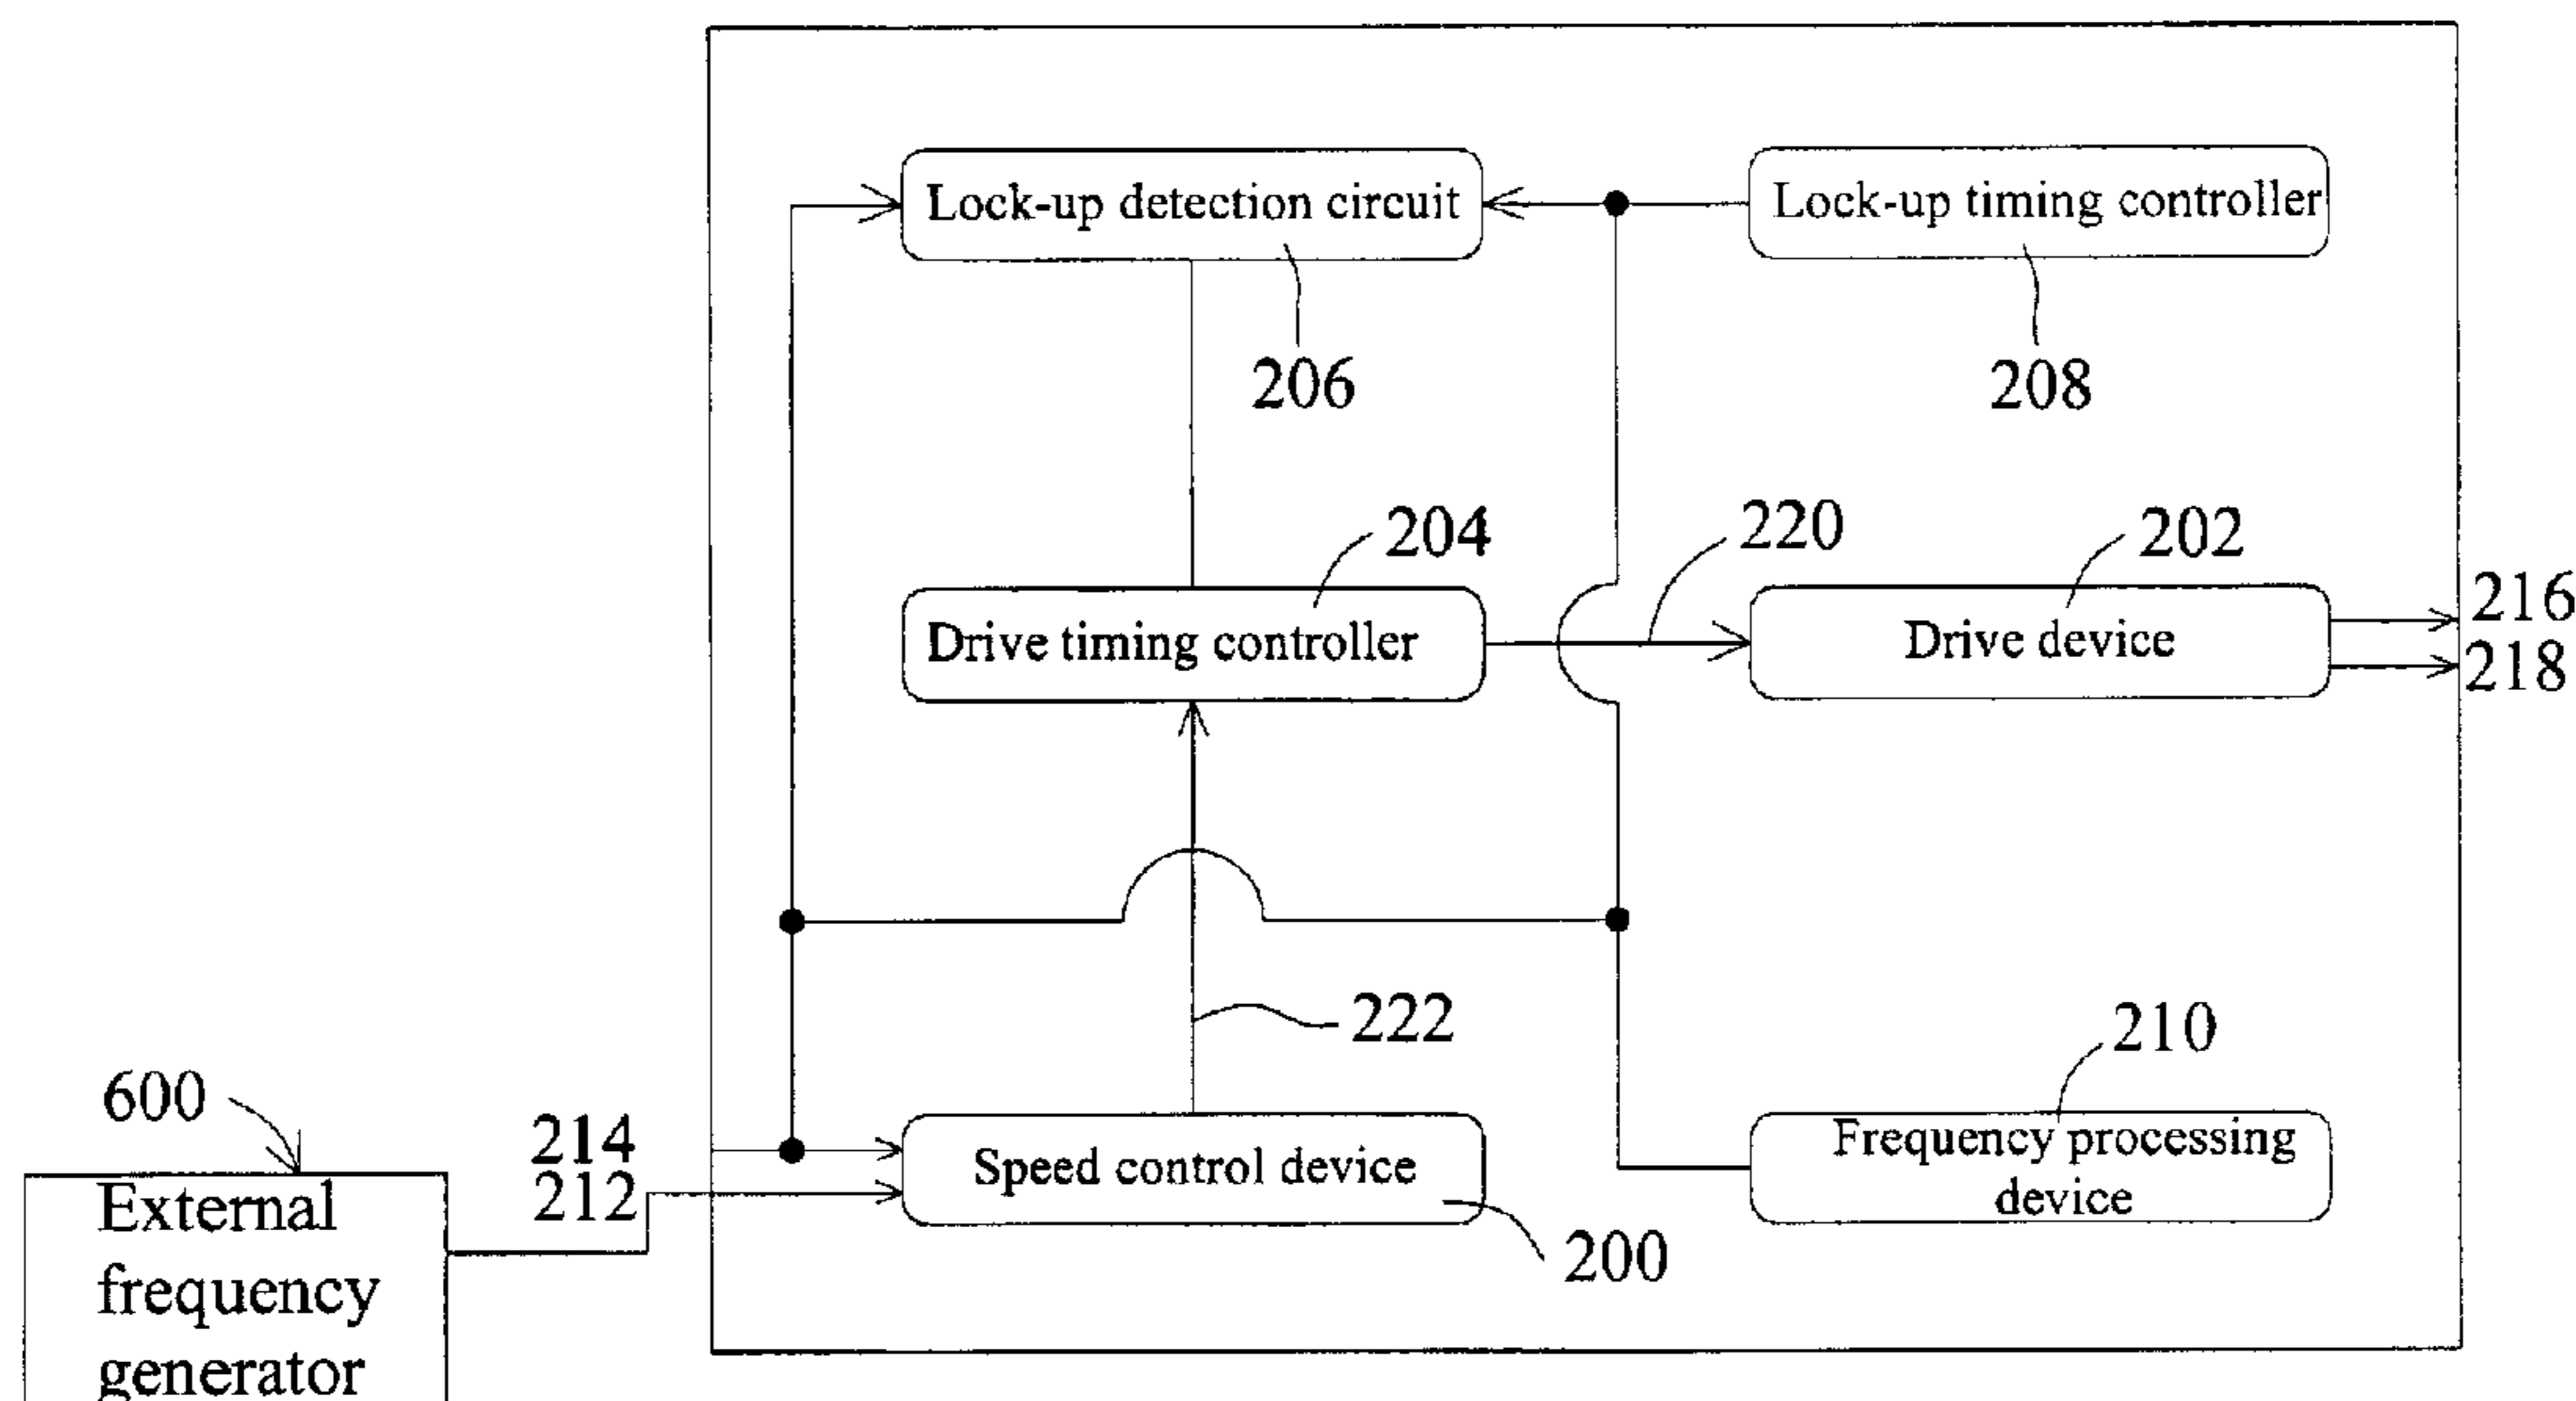 Lock-up detection circuit
Lock-up timing controller
206
208
204
220
202
216
Drive timing controller
Drive device
218
222
210
600
214
212
Speed control device
Frequency processing
device
200
External
frequency
generator